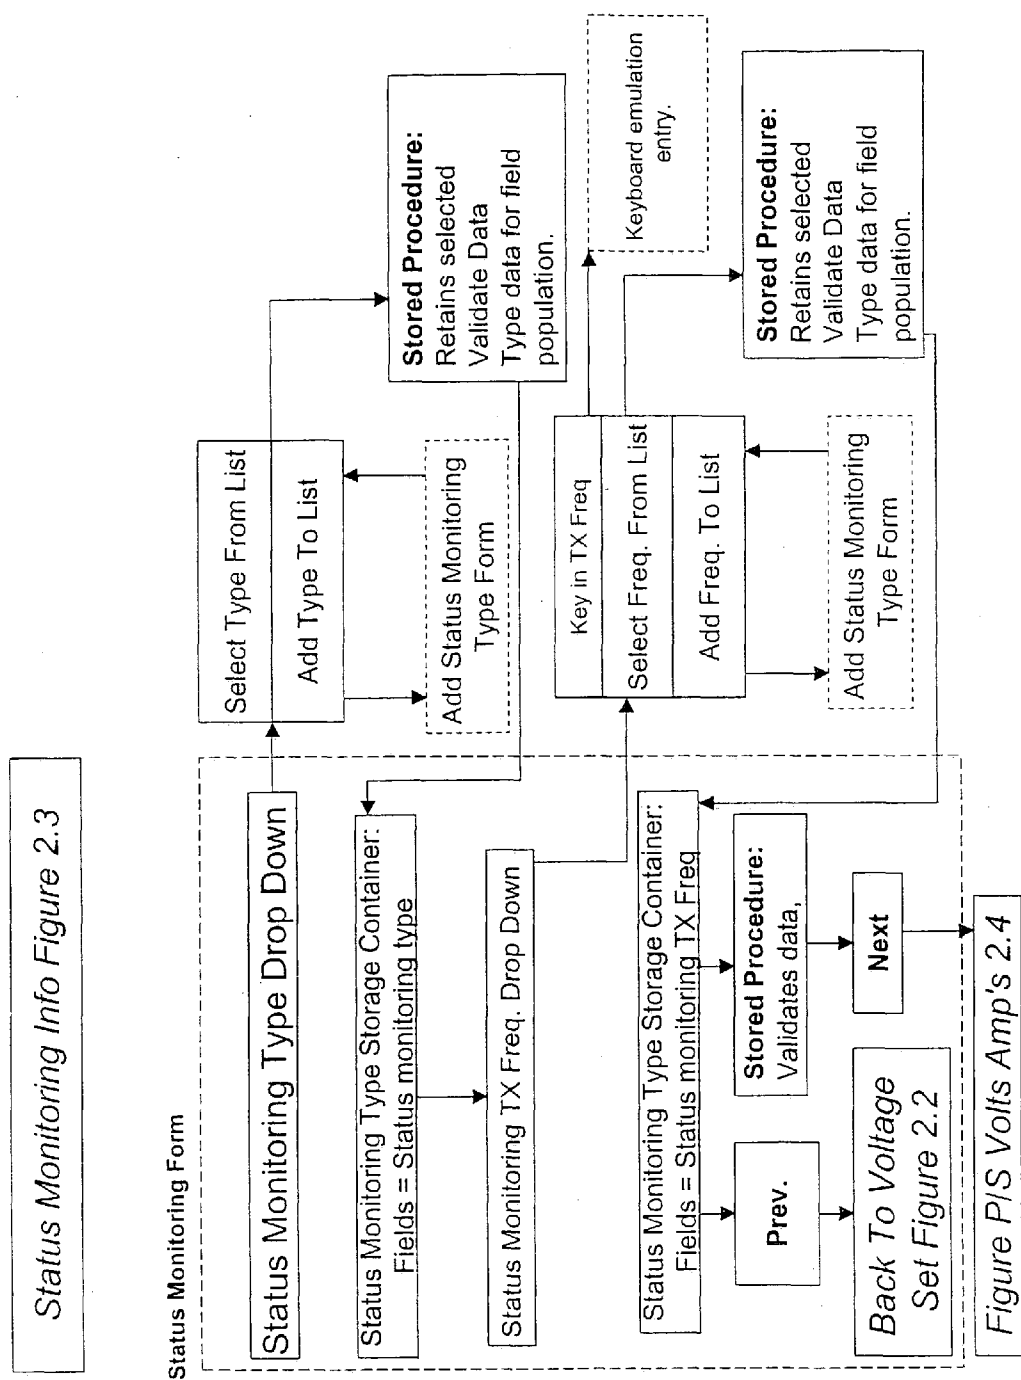 Status Monitoring Info Figure 2.3
Status Monitoring Form
Status Monitoring Type Drop Down
Select Type From List
Add Type To List
Stored Procedure:
Retains selected
Validate Data
Type data for field
population.
Add Status Monitoring
Type Form
Status Monitoring Type Storage Container:
Fields = Status monitoring type
Status Monitoring TX Freq. Drop Down
Key in TX Freq
Select Freq. From List
Add Freq. To List
Keyboard emulation
entry.
Stored Procedure:
Retains selected
Validate Data
Type data for field
population.
Add Status Monitoring
Type Form
Status Monitoring Type Storage Container:
Fields = Status monitoring TX Freq
Prev.
Stored Procedure:
Validates data,
Back To Voltage
Set Figure 2.2
Next
Figure P/S Volts Amp's 2.4